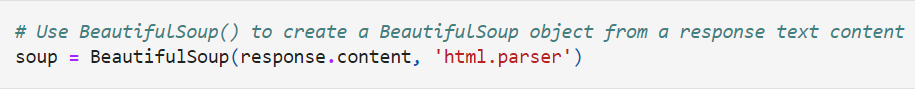 # Use BeautifulSoup() to create a BeautifulSoup object from a response text content
soup = BeautifulSoup(response.content, 'html.parser')